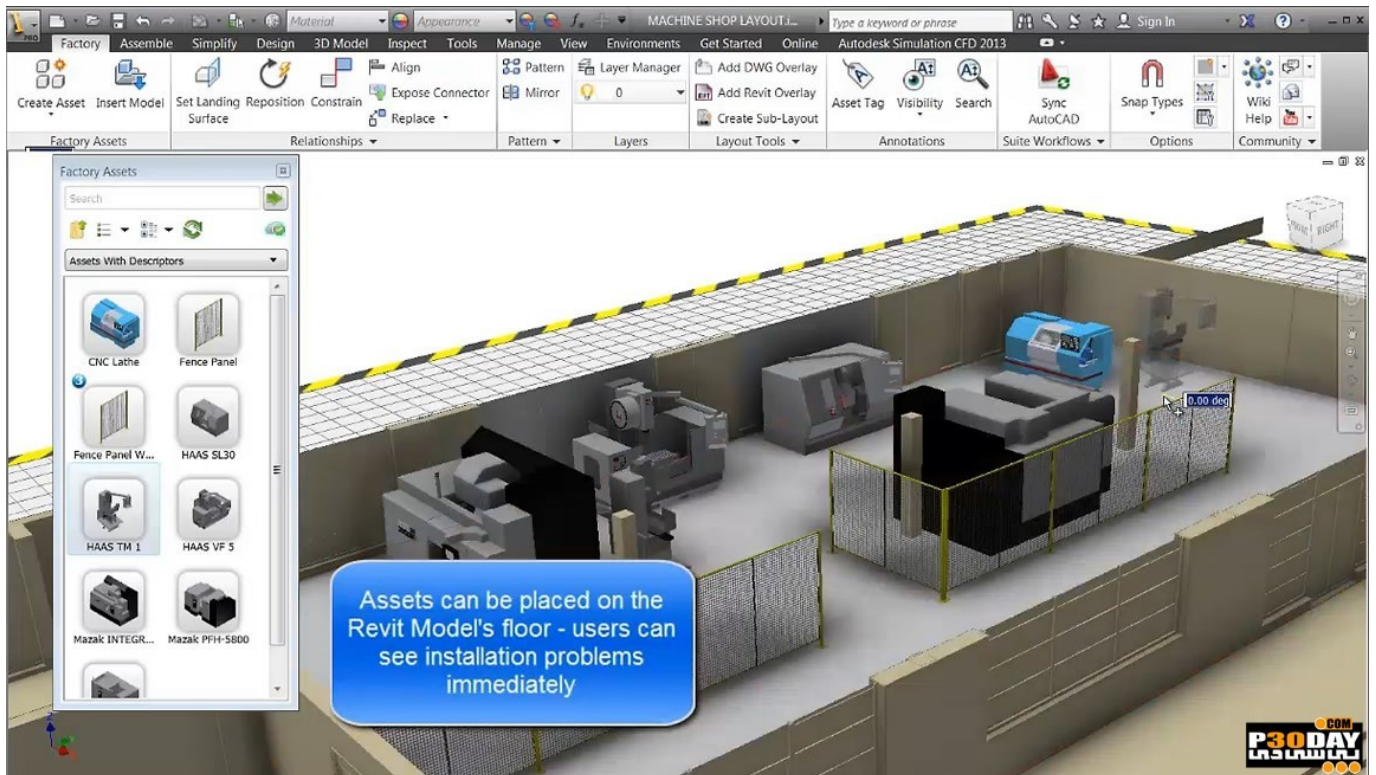 Material
Appearance
MACHINE SHOP LAYOUT.i...
Type a keyword or phrase
Sign In
PRO
Factory Assemble Simplify Design 3D Model Inspect Tools Manage View Environments Get Started Online Autodesk Simulation CFD 2013
Create Asset
Insert Model
Set Landing Surface
Reposition
Constrain
Align
Expose Connector
Replace
Pattern
Mirror
Layer Manager
0
Add DWG Overlay
Add Revit Overlay
Create Sub-Layout
Asset Tag
Visibility
Search
Sync AutoCAD
Snap Types
Wiki Help
Factory Assets Relationships Pattern Layers Layout Tools Annotations Suite Workflows Options Community
Factory Assets
Search
Assets With Descriptors
CNC Lathe
Fence Panel
3
Fence Panel W...
HAAS SL30
HAAS TM 1
HAAS VF 5
Mazak INTEGR...
Mazak PFH-5800
RIGHT
0.00 deg
Assets can be placed on the
Revit Model's floor - users can
see installation problems
immediately
Z
.COM
P30DAY